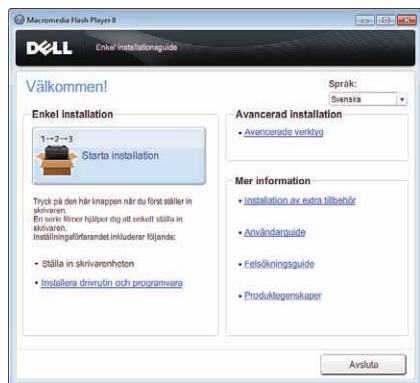 Macromedia Flash Player 8
DELL
Enkel installationsguide
Välkommen!
Språk:
Svenska
Enkel installation
1→2→3
Starta installation
Tryck på den här knappen när du först ställer in
skrivaren.
En serie filmer hjälper dig att enkelt ställa in
skrivaren.
Inställningsförfarandet inkluderar följande:
• Ställa in skrivarenheten
• Installera drivrutin och programvara
Avancerad installation
• Avancerade verktyg
Mer information
• Installation av extra tillbehör
• Användarguide
• Felsökningsguide
• Produktegenskaper
Avsluta